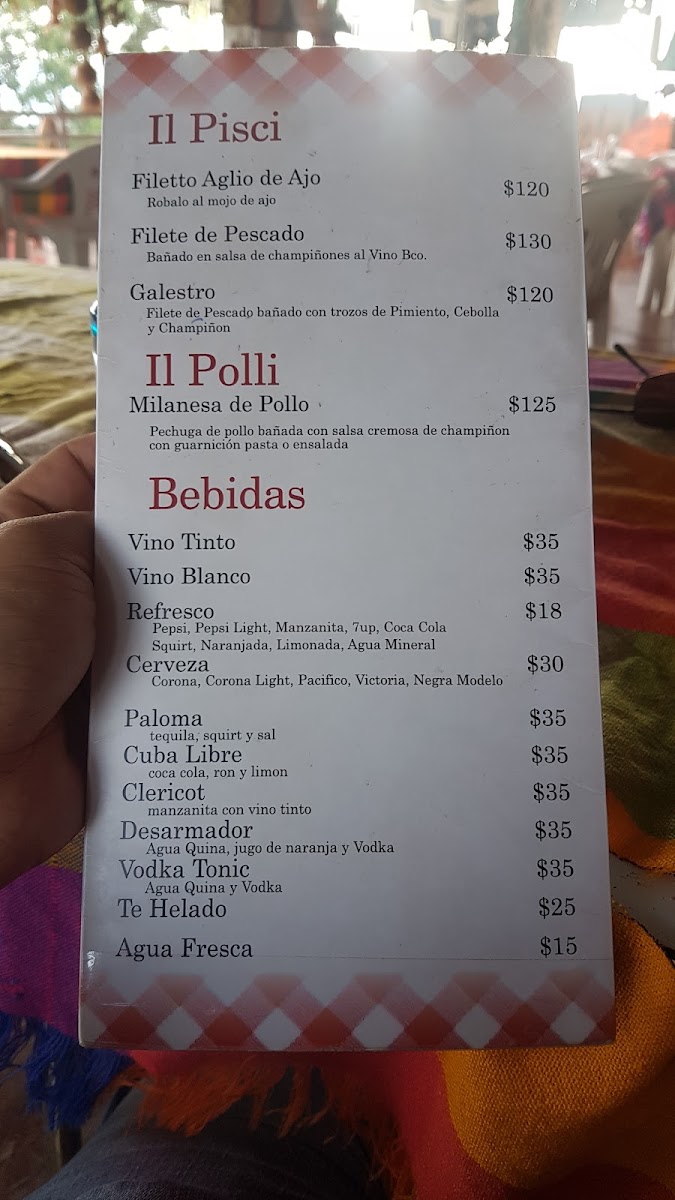 Il Pisci
Filetto Aglio de Ajo $120
Robalo al mojo de ajo
Filete de Pescado $130
Bañado en salsa de champiñones al Vino Bco.
Galestro $120
Filete de Pescado bañado con trozos de Pimiento, Cebolla
y Champiñon
Il Polli
Milanesa de Pollo $125
Pechuga de pollo bañada con salsa cremosa de champiñon
con guarnición pasta o ensalada
Bebidas
Vino Tinto $35
Vino Blanco $35
Refresco $18
Pepsi, Pepsi Light, Manzanita, 7up, Coca Cola
Squirt, Naranjada, Limonada, Agua Mineral
Cerveza $30
Corona, Corona Light, Pacifico, Victoria, Negra Modelo
Paloma $35
tequila, squirt y sal
Cuba Libre $35
coca cola, ron y limon
Clericot $35
manzanita con vino tinto
Desarmador $35
Agua Quina, jugo de naranja y Vodka
Vodka Tonic $35
Agua Quina y Vodka
Te Helado $25
Agua Fresca $15